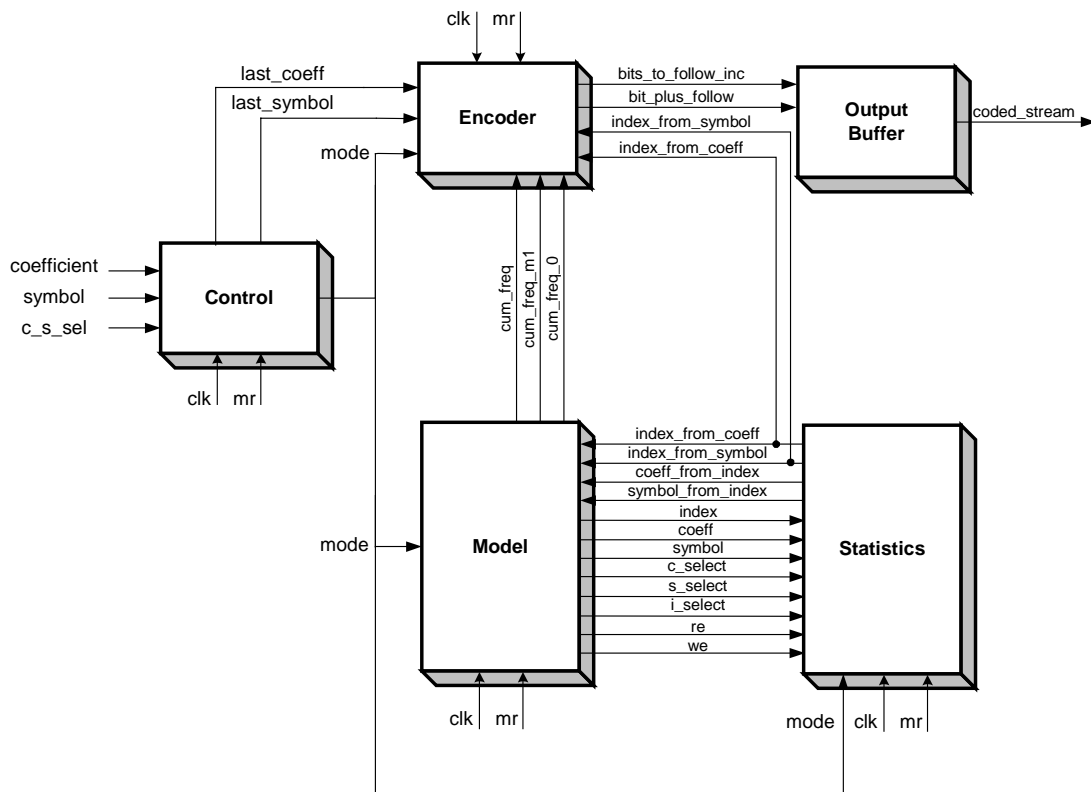 clk
mr
last_coeff
last_symbol
mode
Encoder
bits_to_follow_inc
bit_plus_follow
index_from_symbol
index_from_coeff
Output
Buffer
coded_stream
coefficient
symbol
c_s_sel
Control
clk
mr
cum_freq
cum_freq_m1
cum_freq_0
mode
Model
index_from_coeff
index_from_symbol
coeff_from_index
symbol_from_index
index
coeff
symbol
c_select
s_select
i_select
re
we
Statistics
clk
mr
mode
clk
mr